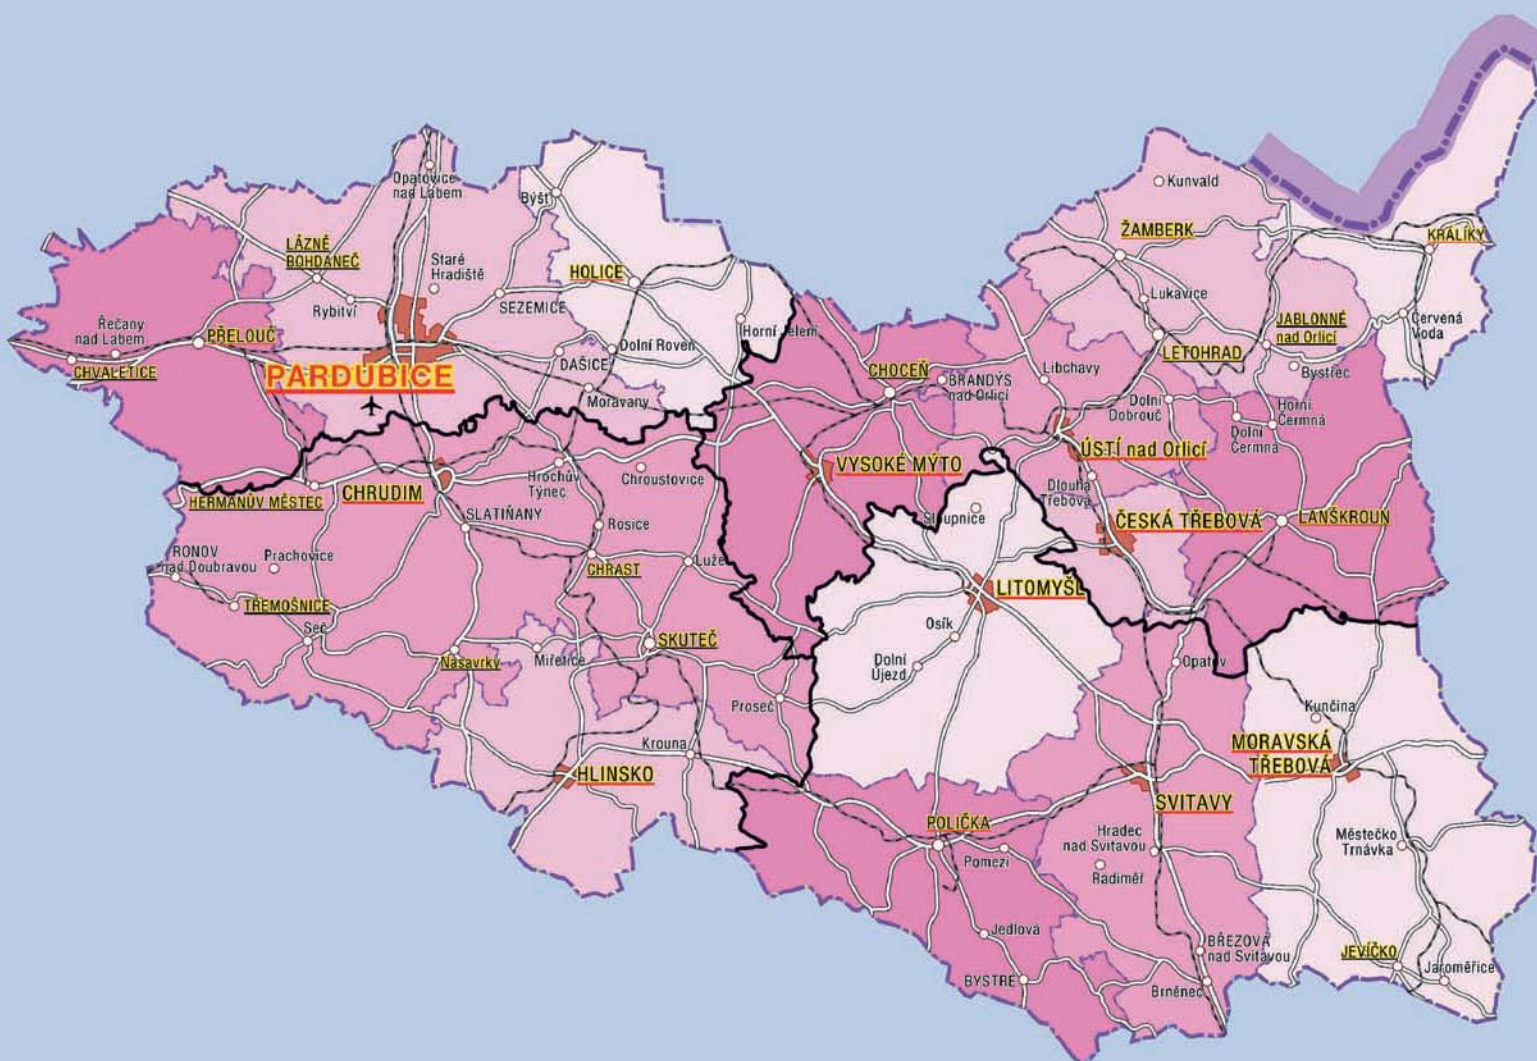 Kunvald
Opatovice
nad Labem
Býšť
ŽAMBERK
KRÁLÍKY
LÁZNĚ
BOHDANEČ
Staré
Hradiště
HOLICE
Rybitví
SEZEMICE
Lukavice
Řečany
nad Labem
PŘELOUČ
Horní Jelení
JABLONNÉ
nad Orlicí
Červená
Voda
CHVALETICE
PARDUBICE
DAŠICE
Dolní Roveň
LETOHRAD
Moravany
CHOCEŇ
BRANDÝS
nad Orlicí
Libchavy
Bystřec
Dolní
Dobrouč
Horní
Čermná
Dolní
Čermná
HEŘMANŮV MĚSTEC
CHRUDIM
Hrochův
Týnec
Chroustovice
VYSOKÉ MÝTO
ÚSTÍ nad Orlicí
Dlouhá
Třebová
SLATIŇANY
Rosice
Sloupnice
ČESKÁ TŘEBOVÁ
LANŠKROUN
RONOV
nad Doubravou
Prachovice
CHRAST
Luže
LITOMYŠL
TŘEMOŠNICE
Seč
Osík
Nasavrky
Miřetice
SKUTEČ
Dolní
Újezd
Opatov
Proseč
Kunčina
Krouna
HLINSKO
MORAVSKÁ
TŘEBOVÁ
SVITAVY
POLIČKA
Pomezí
Hradec
nad Svitavou
Radiměř
Městečko
Trnávka
Jedlová
BŘEZOVÁ
nad Svitavou
JEVÍČKO
BYSTRÉ
Brněnec
Jaroměřice